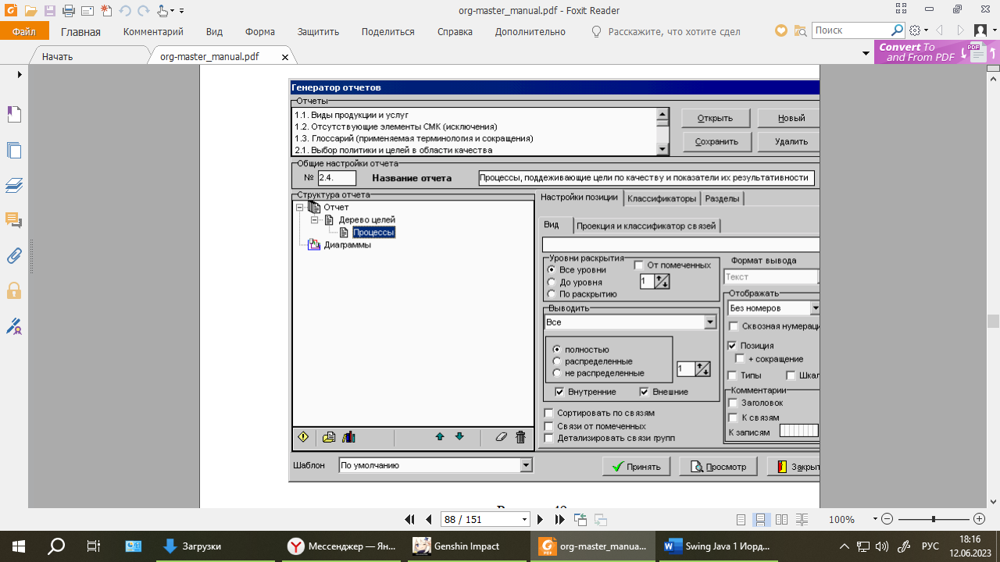 org-master_manual.pdf - Foxit Reader
Файл Главная Комментарий Вид Форма Защитить Поделиться Справка Дополнительно Расскажите, что хотите сдел Поиск
Начать org-master_manual.pdf Convert To
and From PDF PDF
Генератор отчетов
Отчеты
1.1. Виды продукции и услуг
1.2. Отсутствующие элементы СМК (исключения)
1.3. Глоссарий (применяемая терминология и сокращения)
2.1. Выбор политики и целей в области качества
Открыть Новый
Сохранить Удалить
Общие настройки отчета
№ 2.4. Название отчета Процессы, поддеживающие цели по качеству и показатели их результативности
Структура отчета
Отчет
Дерево целей
Процессы
Диаграммы
Настройки позиции Классификаторы Разделы
Вид Проекция и классификатор связей
Уровни раскрытия
Все уровни
До уровня
По раскрытию
От помеченных
1
Формат вывода
Текст
Отображать
Без номеров
Сквозная нумераци
Позиция
+ сокращение
Типы Шкал
Комментарии
Заголовок
К связям
К записям
Выводить
Все
полностью
распределенные
не распределенные
1
Внутренние Внешние
Сортировать по связям
Связи от помеченных
Детализировать связи групп
Шаблон По умолчанию Принять Просмотр Закрыт
88 / 151 100%
Загрузки Мессенджер — Ян... Genshin Impact org-master_manua... Swing Java 1 Иорд... РУС 18:16
12.06.2023